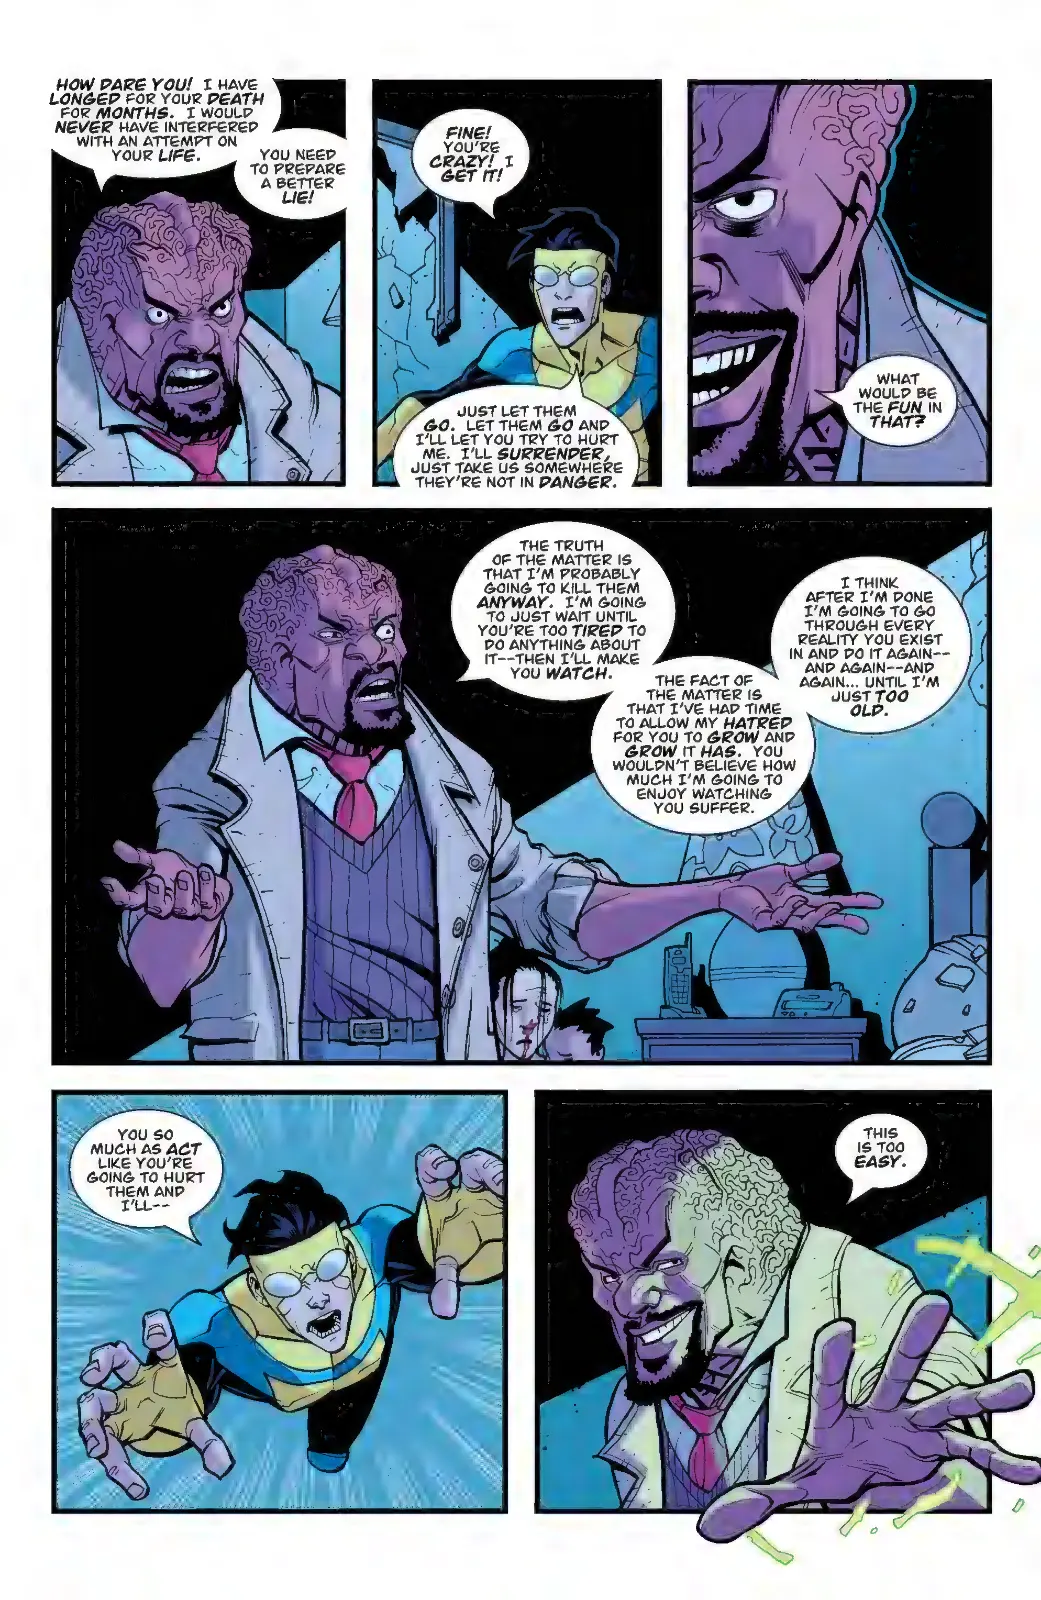 HOW DARE YOU! I HAVE
LONGED FOR YOUR DEATH
FOR MONTHS. I WOULD
NEVER HAVE INTERFERED
WITH AN ATTEMPT ON
YOUR LIFE.
YOU NEED
TO PREPARE
A BETTER
LIE!
FINE!
YOU'RE
CRAZY! I
GET IT!
JUST LET THEM
GO. LET THEM GO AND
I'LL LET YOU TRY TO HURT
ME. I'LL SURRENDER,
JUST TAKE US SOMEWHERE
THEY'RE NOT IN DANGER.
WHAT
WOULD BE
THE FUN IN
THAT?
THE TRUTH
OF THE MATTER IS
THAT I'M PROBABLY
GOING TO KILL THEM
ANYWAY. I'M GOING
TO JUST WAIT UNTIL
YOU'RE TOO TIRED TO
DO ANYTHING ABOUT
IT--THEN I'LL MAKE
YOU WATCH.
THE FACT OF
THE MATTER IS
THAT I'VE HAD TIME
TO ALLOW MY HATRED
FOR YOU TO GROW AND
GROW IT HAS. YOU
WOULDN'T BELIEVE HOW
MUCH I'M GOING TO
ENJOY WATCHING
YOU SUFFER.
I THINK
AFTER I'M DONE
I'M GOING TO GO
THROUGH EVERY
REALITY YOU EXIST
IN AND DO IT AGAIN--
AND AGAIN--AND
AGAIN... UNTIL I'M
JUST TOO
OLD.
YOU SO
MUCH AS ACT
LIKE YOU'RE
GOING TO HURT
THEM AND
I'LL--
THIS
IS TOO
EASY.